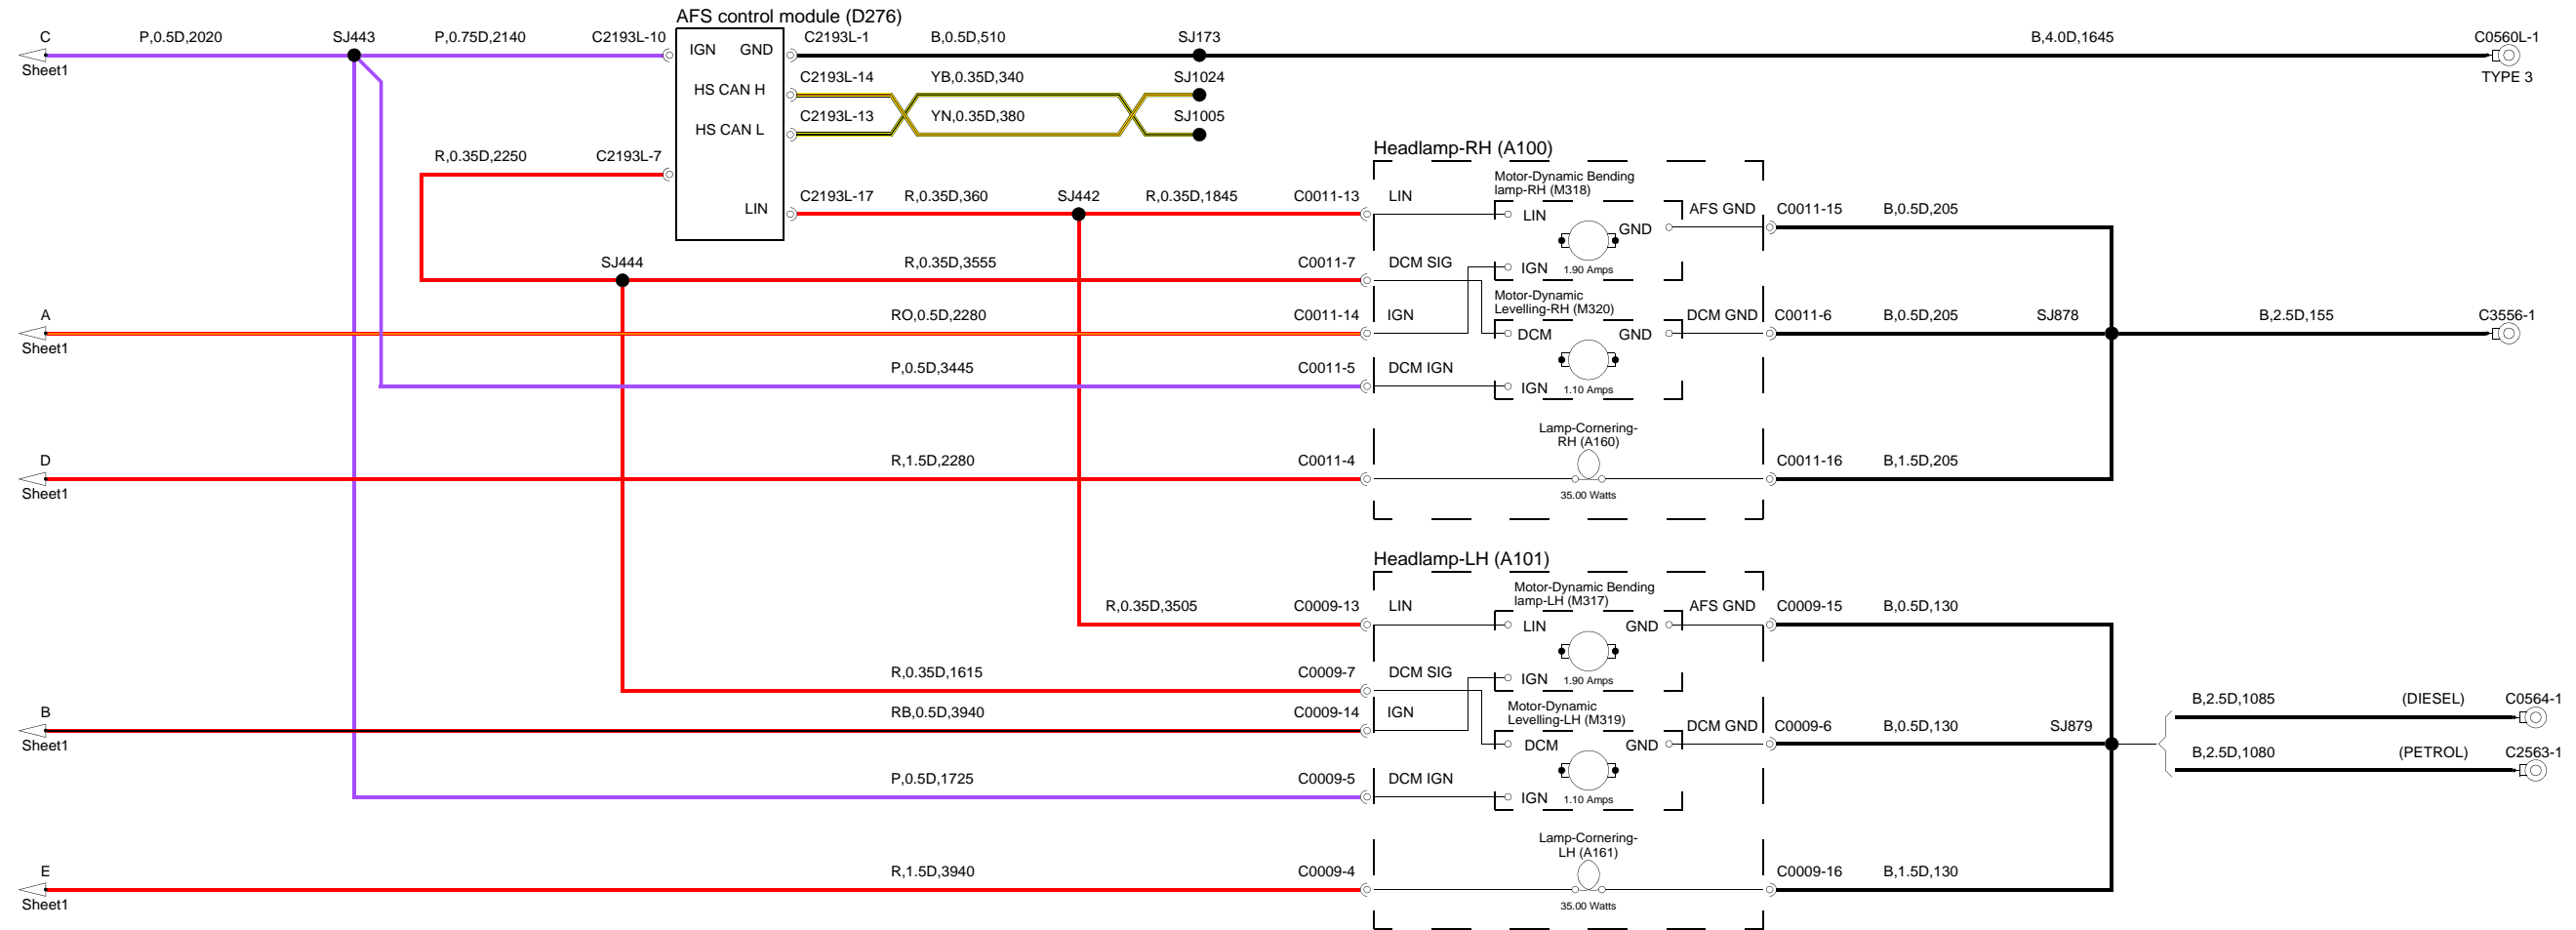 AFS control module (D276)
C
P,0.5D,2020
SJ443
P,0.75D,2140
C2193L-10
IGN
GND
C2193L-1
B,0.5D,510
SJ173
B,4.0D,1645
C0560L-1
Sheet1
TYPE 3
HS CAN H
C2193L-14
YB,0.35D,340
SJ1024
HS CAN L
C2193L-13
YN,0.35D,380
SJ1005
R,0.35D,2250
C2193L-7
LIN
C2193L-17
R,0.35D,360
SJ442
R,0.35D,1845
Headlamp-RH (A100)
C0011-13
LIN
Motor-Dynamic Bending
lamp-RH (M318)
LIN
GND
AFS GND
C0011-15
B,0.5D,205
SJ444
R,0.35D,3555
C0011-7
DCM SIG
IGN
1.90 Amps
A
Sheet1
RO,0.5D,2280
C0011-14
IGN
Motor-Dynamic
Levelling-RH (M320)
DCM
GND
DCM GND
C0011-6
B,0.5D,205
SJ878
B,2.5D,155
C3556-1
P,0.5D,3445
C0011-5
DCM IGN
IGN
1.10 Amps
D
Sheet1
R,1.5D,2280
C0011-4
Lamp-Cornering-
RH (A160)
35.00 Watts
C0011-16
B,1.5D,205
Headlamp-LH (A101)
R,0.35D,3505
C0009-13
LIN
Motor-Dynamic Bending
lamp-LH (M317)
LIN
GND
AFS GND
C0009-15
B,0.5D,130
R,0.35D,1615
C0009-7
DCM SIG
IGN
1.90 Amps
B
Sheet1
RB,0.5D,3940
C0009-14
IGN
Motor-Dynamic
Levelling-LH (M319)
DCM
GND
DCM GND
C0009-6
B,0.5D,130
SJ879
B,2.5D,1085
(DIESEL)
C0564-1
B,2.5D,1080
(PETROL)
C2563-1
P,0.5D,1725
C0009-5
DCM IGN
IGN
1.10 Amps
E
Sheet1
R,1.5D,3940
C0009-4
Lamp-Cornering-
LH (A161)
35.00 Watts
C0009-16
B,1.5D,130